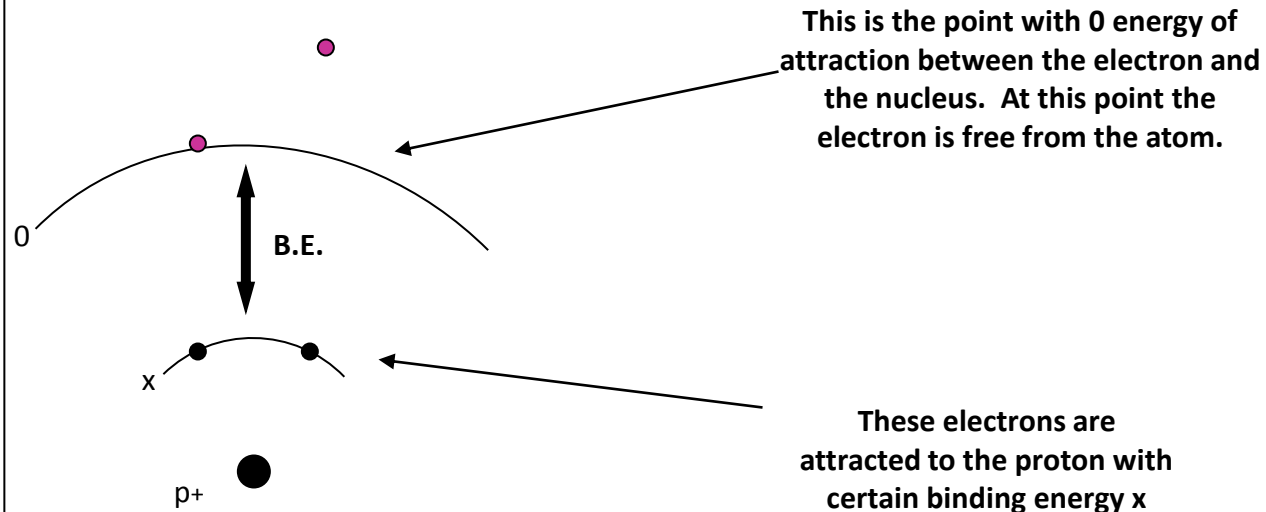 This is the point with 0 energy of
attraction between the electron and
the nucleus. At this point the
electron is free from the atom.
0
B.E.
x
These electrons are
attracted to the proton with
certain binding energy x
p+